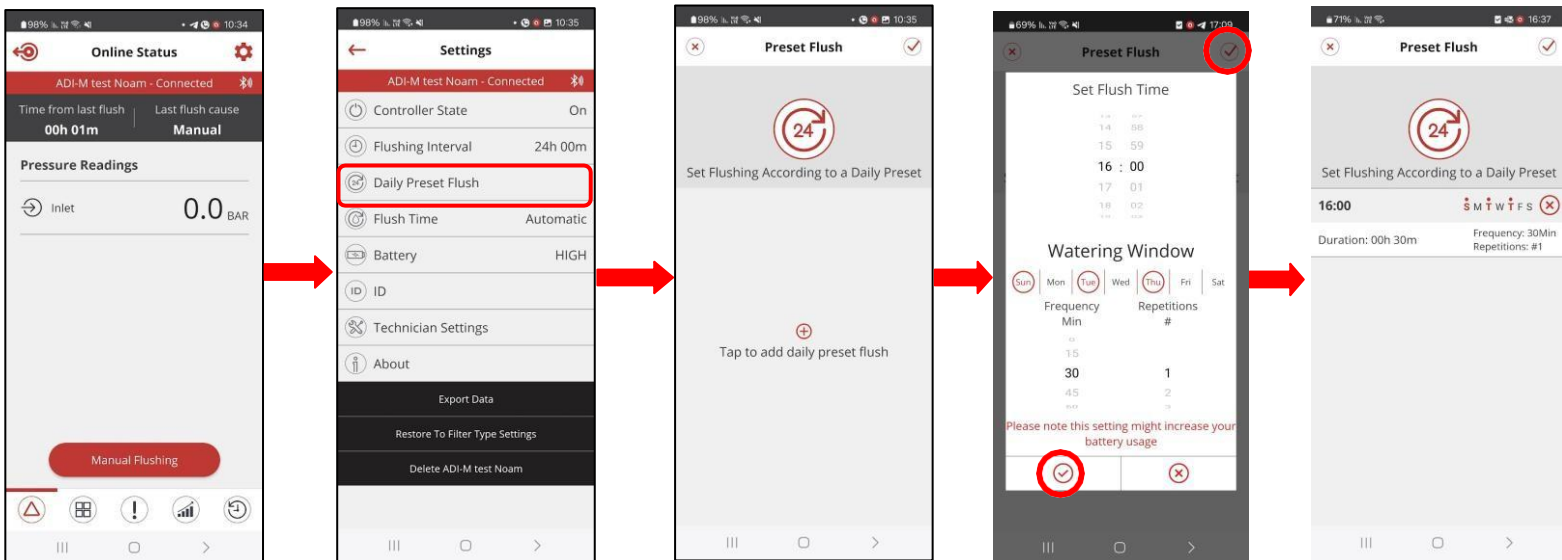 98%
10:34
Online Status
ADI-M test Noam - Connected
Time from last flush
Last flush cause
00h 01m
Manual
Pressure Readings
Inlet
0.0 BAR
Manual Flushing
98%
10:35
Settings
ADI-M test Noam - Connected
Controller State
On
Flushing Interval
24h 00m
24
Daily Preset Flush
Flush Time
Automatic
Battery
HIGH
ID
ID
Technician Settings
About
Export Data
Restore To Filter Type Settings
Delete ADI-M test Noam
98%
10:35
Preset Flush
24
Set Flushing According to a Daily Preset
Tap to add daily preset flush
69%
17:09
Preset Flush
Set Flush Time
14
15 59
16 : 00
17 01
18 02
Watering Window
Sun Mon Tue Wed Thu Fri Sat
Frequency Repetitions
Min #
15
30 1
45 2
Please note this setting might increase your
battery usage
71%
16:37
Preset Flush
24
Set Flushing According to a Daily Preset
16:00
S M T W T F S
Duration: 00h 30m
Frequency: 30Min
Repetitions: #1